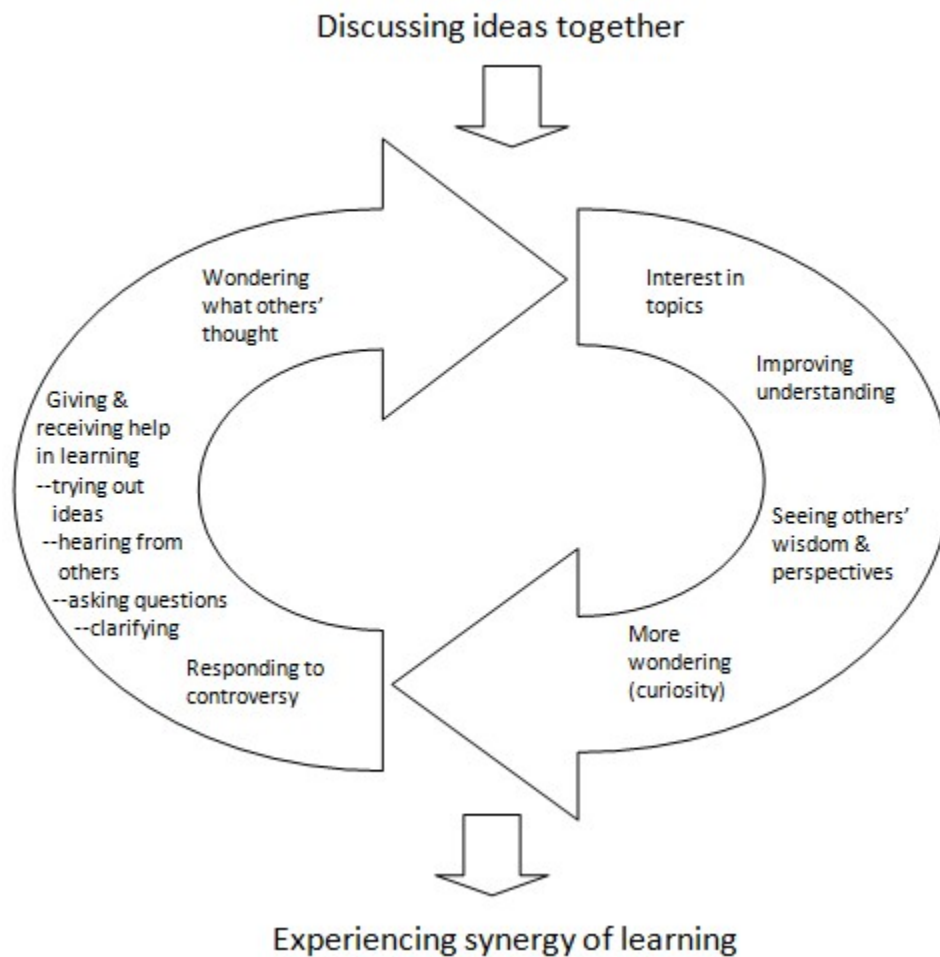 Discussing ideas together
Wondering
what others'
thought
Interest in
topics
Improving
understanding
Giving &
receiving help
in learning
--trying out
ideas
--hearing from
others
--asking questions
--clarifying
Seeing others'
wisdom &
perspectives
More
wondering
(curiosity)
Responding to
controversy
Experiencing synergy of learning